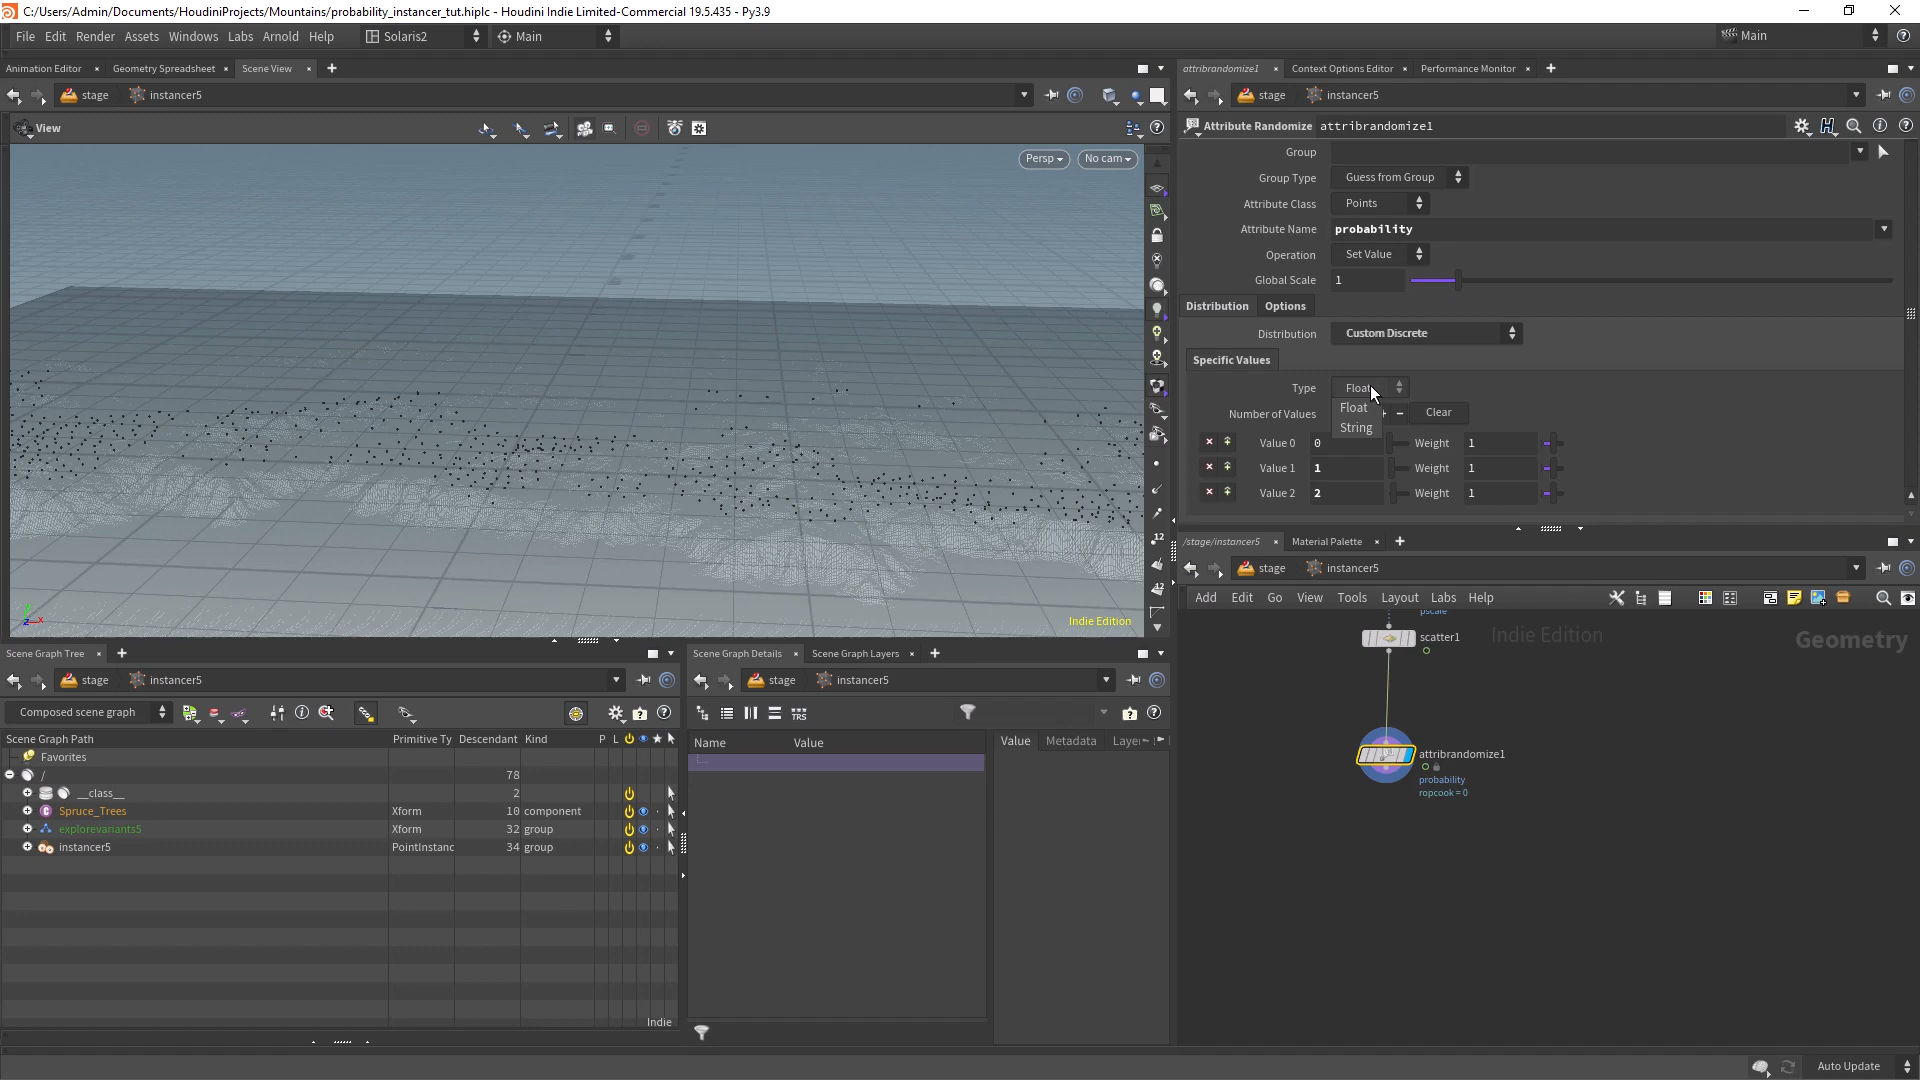 C:/Users/Admin/Documents/HoudiniProjects/Mountains/probability_instancer_tut.hiplc - Houdini Indie Limited-Commercial 19.5.435 - Py3.9
File Edit Render Assets Windows Labs Arnold Help Solaris2 Main Main
Animation Editor Geometry Spreadsheet Scene View
stage instancer5
View
Persp No cam
Indie Edition
attribrandomize1 Context Options Editor Performance Monitor
stage instancer5
Attribute Randomize attribrandomize1
Group
Group Type Guess from Group
Attribute Class Points
Attribute Name probability
Operation Set Value
Global Scale 1
Distribution Options
Distribution Custom Discrete
Specific Values
Type Float
Float
String
Number of Values Clear
Value 0 0 Weight 1
Value 1 1 Weight 1
Value 2 2 Weight 1
/stage/instancer5 Material Palette
stage instancer5
Add Edit Go View Tools Layout Labs Help
pscale
scatter1
Indie Edition
Geometry
attribrandomize1
probability
ropcook = 0
Scene Graph Tree
stage instancer5
Composed scene graph
Scene Graph Path Primitive Ty Descendant Kind P L
Favorites
/ 78
__class__ 2
Spruce_Trees Xform 10 component
explorevariants5 Xform 32 group
instancer5 PointInstanc 34 group
Indie
Scene Graph Details Scene Graph Layers
stage instancer5
TRS
Name Value
Value Metadata Layer
Auto Update